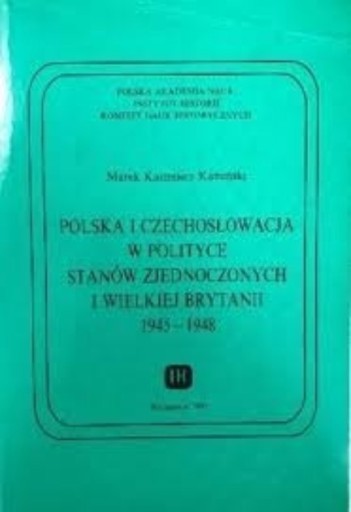 POLSKA AKADEMIA NAUK
INSTYTUT HISTORII
KOMITET NAUK HISTORYCZNYCH
Marek Kazimierz Kamiński
POLSKA I CZECHOSŁOWACJA
W POLITYCE
STANÓW ZJEDNOCZONYCH
I WIELKIEJ BRYTANII
1945 – 1948
IH